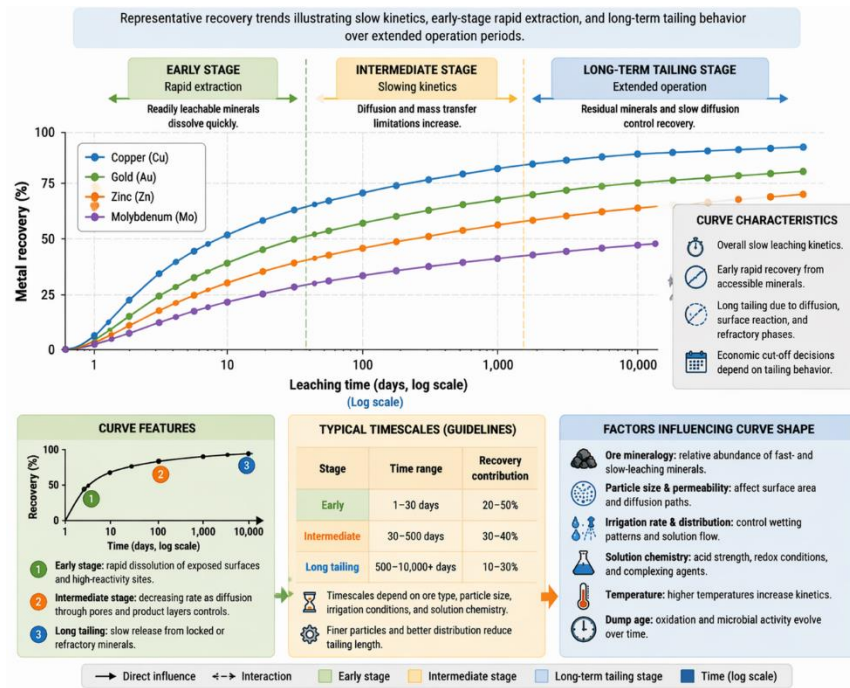 Representative recovery trends illustrating slow kinetics, early-stage rapid extraction, and long-term tailing behavior
over extended operation periods.
EARLY STAGE
Rapid extraction
Readily leachable minerals
dissolve quickly.
INTERMEDIATE STAGE
Slowing kinetics
Diffusion and mass transfer
limitations increase.
LONG-TERM TAILING STAGE
Extended operation
Residual minerals and slow diffusion
control recovery.
Metal recovery (%)
100
75
50
25
0
Copper (Cu)
Gold (Au)
Zinc (Zn)
Molybdenum (Mo)
1
10
100
1,000
10,000
Leaching time (days, log scale)
(Log scale)
CURVE CHARACTERISTICS
Overall slow leaching kinetics.
Early rapid recovery from
accessible minerals.
Long tailing due to diffusion,
surface reaction, and
refractory phases.
Economic cut-off decisions
depend on tailing behavior.
CURVE FEATURES
Recovery (%)
100
50
0
1
2
3
1
10
100
1,000
10,000
Time (days, log scale)
1 Early stage: rapid dissolution of exposed surfaces
and high-reactivity sites.
2 Intermediate stage: decreasing rate as diffusion
through pores and product layers controls.
3 Long tailing: slow release from locked or
refractory minerals.
TYPICAL TIMESCALES (GUIDELINES)
Stage Time range Recovery
contribution
Early 1–30 days 20–50%
Intermediate 30–500 days 30–40%
Long tailing 500–10,000+ days 10–30%
Timescales depend on ore type, particle size,
irrigation conditions, and solution chemistry.
Finer particles and better distribution reduce
tailing length.
FACTORS INFLUENCING CURVE SHAPE
Ore mineralogy: relative abundance of fast- and
slow-leaching minerals.
Particle size & permeability: affect surface area
and diffusion paths.
Irrigation rate & distribution: control wetting
patterns and solution flow.
Solution chemistry: acid strength, redox conditions,
and complexing agents.
Temperature: higher temperatures increase kinetics.
Dump age: oxidation and microbial activity evolve
over time.
Direct influence Interaction Early stage Intermediate stage Long-term tailing stage Time (log scale)